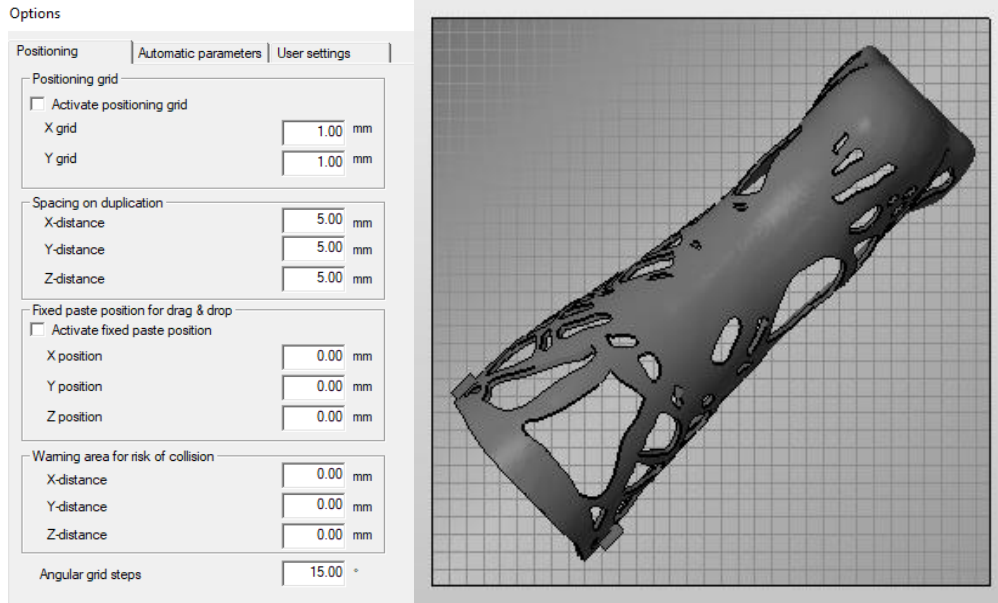 Options
Positioning Automatic parameters User settings
Positioning grid
Activate positioning grid
X grid 1.00 mm
Y grid 1.00 mm
Spacing on duplication
X-distance 5.00 mm
Y-distance 5.00 mm
Z-distance 5.00 mm
Fixed paste position for drag & drop
Activate fixed paste position
X position 0.00 mm
Y position 0.00 mm
Z position 0.00 mm
Warning area for risk of collision
X-distance 0.00 mm
Y-distance 0.00 mm
Z-distance 0.00 mm
Angular grid steps 15.00 °